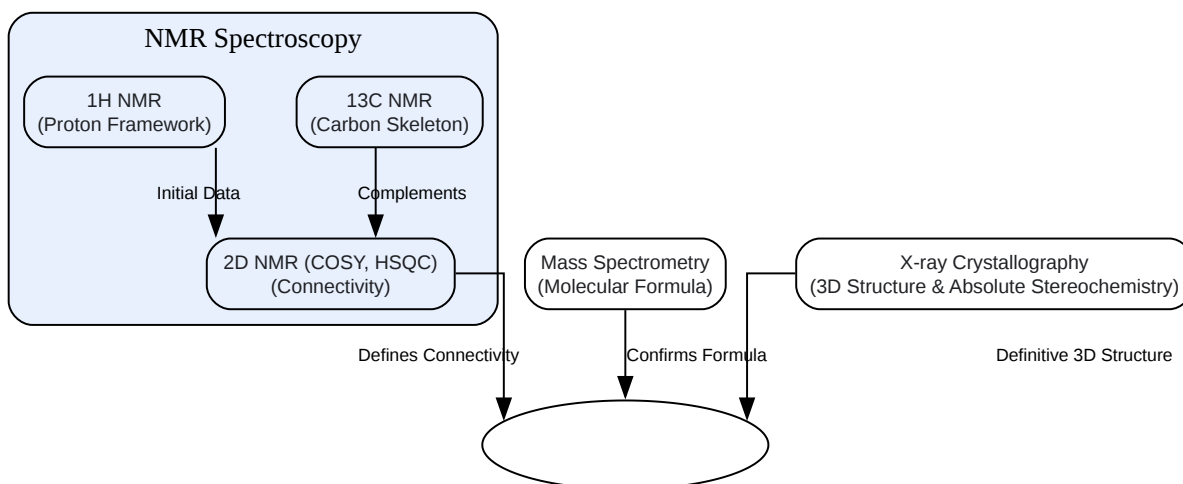 NMR Spectroscopy
1H NMR
(Proton Framework)
13C NMR
(Carbon Skeleton)
Initial Data
Complements
2D NMR (COSY, HSQC)
(Connectivity)
Mass Spectrometry
(Molecular Formula)
X-ray Crystallography
(3D Structure & Absolute Stereochemistry)
Defines Connectivity
Confirms Formula
Definitive 3D Structure